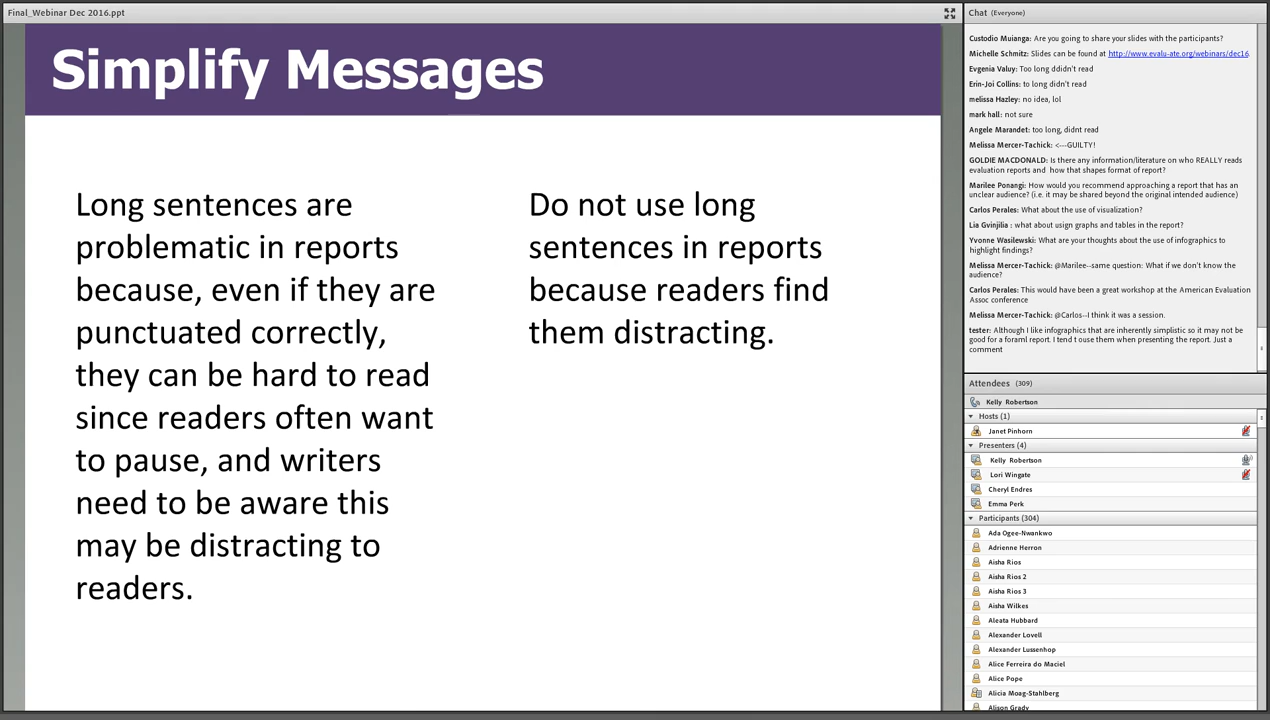 Final_Webinar Dec 2016.ppt
Simplify Messages
Long sentences are
problematic in reports
because, even if they are
punctuated correctly,
they can be hard to read
since readers often want
to pause, and writers
need to be aware this
may be distracting to
readers.
Do not use long
sentences in reports
because readers find
them distracting.
Chat (Everyone)
Custodio Muianga: Are you going to share your slides with the participants?
Michelle Schmitz: Slides can be found at http://www.evalu-ate.org/webinars/dec16.
Evgenia Valuy: Too long ddidn't read
Erin-Joi Collins: to long didn't read
melissa Hazley: no idea, lol
mark hall: not sure
Angele Marandet: too long, didnt read
Melissa Mercer-Tachick: <---GUILTY!
GOLDIE MACDONALD: Is there any information/literature on who REALLY reads
evaluation reports and how that shapes format of report?
Marilee Ponangi: How would you recommend approaching a report that has an
unclear audience? (i.e. it may be shared beyond the original intended audience)
Carlos Perales: What about the use of visualization?
Lia Gvinjilia : what about usign graphs and tables in the report?
Yvonne Wasilewski: What are your thoughts about the use of infographics to
highlight findings?
Melissa Mercer-Tachick: @Marilee--same question: What if we don't know the
audience?
Carlos Perales: This would have been a great workshop at the American Evaluation
Assoc conference
Melissa Mercer-Tachick: @Carlos--I think it was a session.
tester: Although I like infographics that are inherently simplistic so it may not be
good for a foraml report. I tend t ouse them when presenting the report. Just a
comment
Attendees (309)
Kelly Robertson
Hosts (1)
Janet Pinhorn
Presenters (4)
Kelly Robertson
Lori Wingate
Cheryl Endres
Emma Perk
Participants (304)
Ada Ogee-Nwankwo
Adrienne Herron
Aisha Rios
Aisha Rios 2
Aisha Rios 3
Aisha Wilkes
Aleata Hubbard
Alexander Lovell
Alexander Lussenhop
Alice Ferreira do Maciel
Alice Pope
Alicia Moag-Stahlberg
Alison Grady